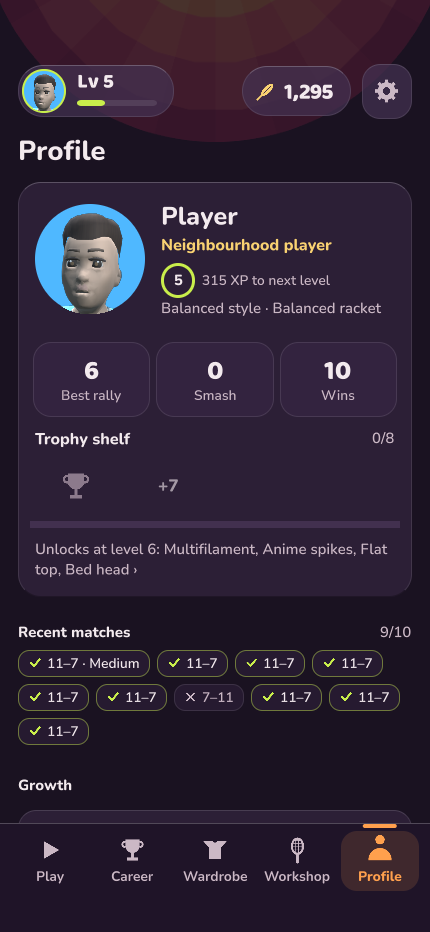 Lv 5
1,295
Profile
Player
Neighbourhood player
5 315 XP to next level
Balanced style · Balanced racket
6 0 10
Best rally Smash Wins
Trophy shelf 0/8
+7
Unlocks at level 6: Multifilament, Anime spikes, Flat
top, Bed head ›
Recent matches 9/10
11–7 · Medium 11–7 11–7 11–7
11–7 11–7 7–11 11–7 11–7
11–7
Growth
Play Career Wardrobe Workshop Profile